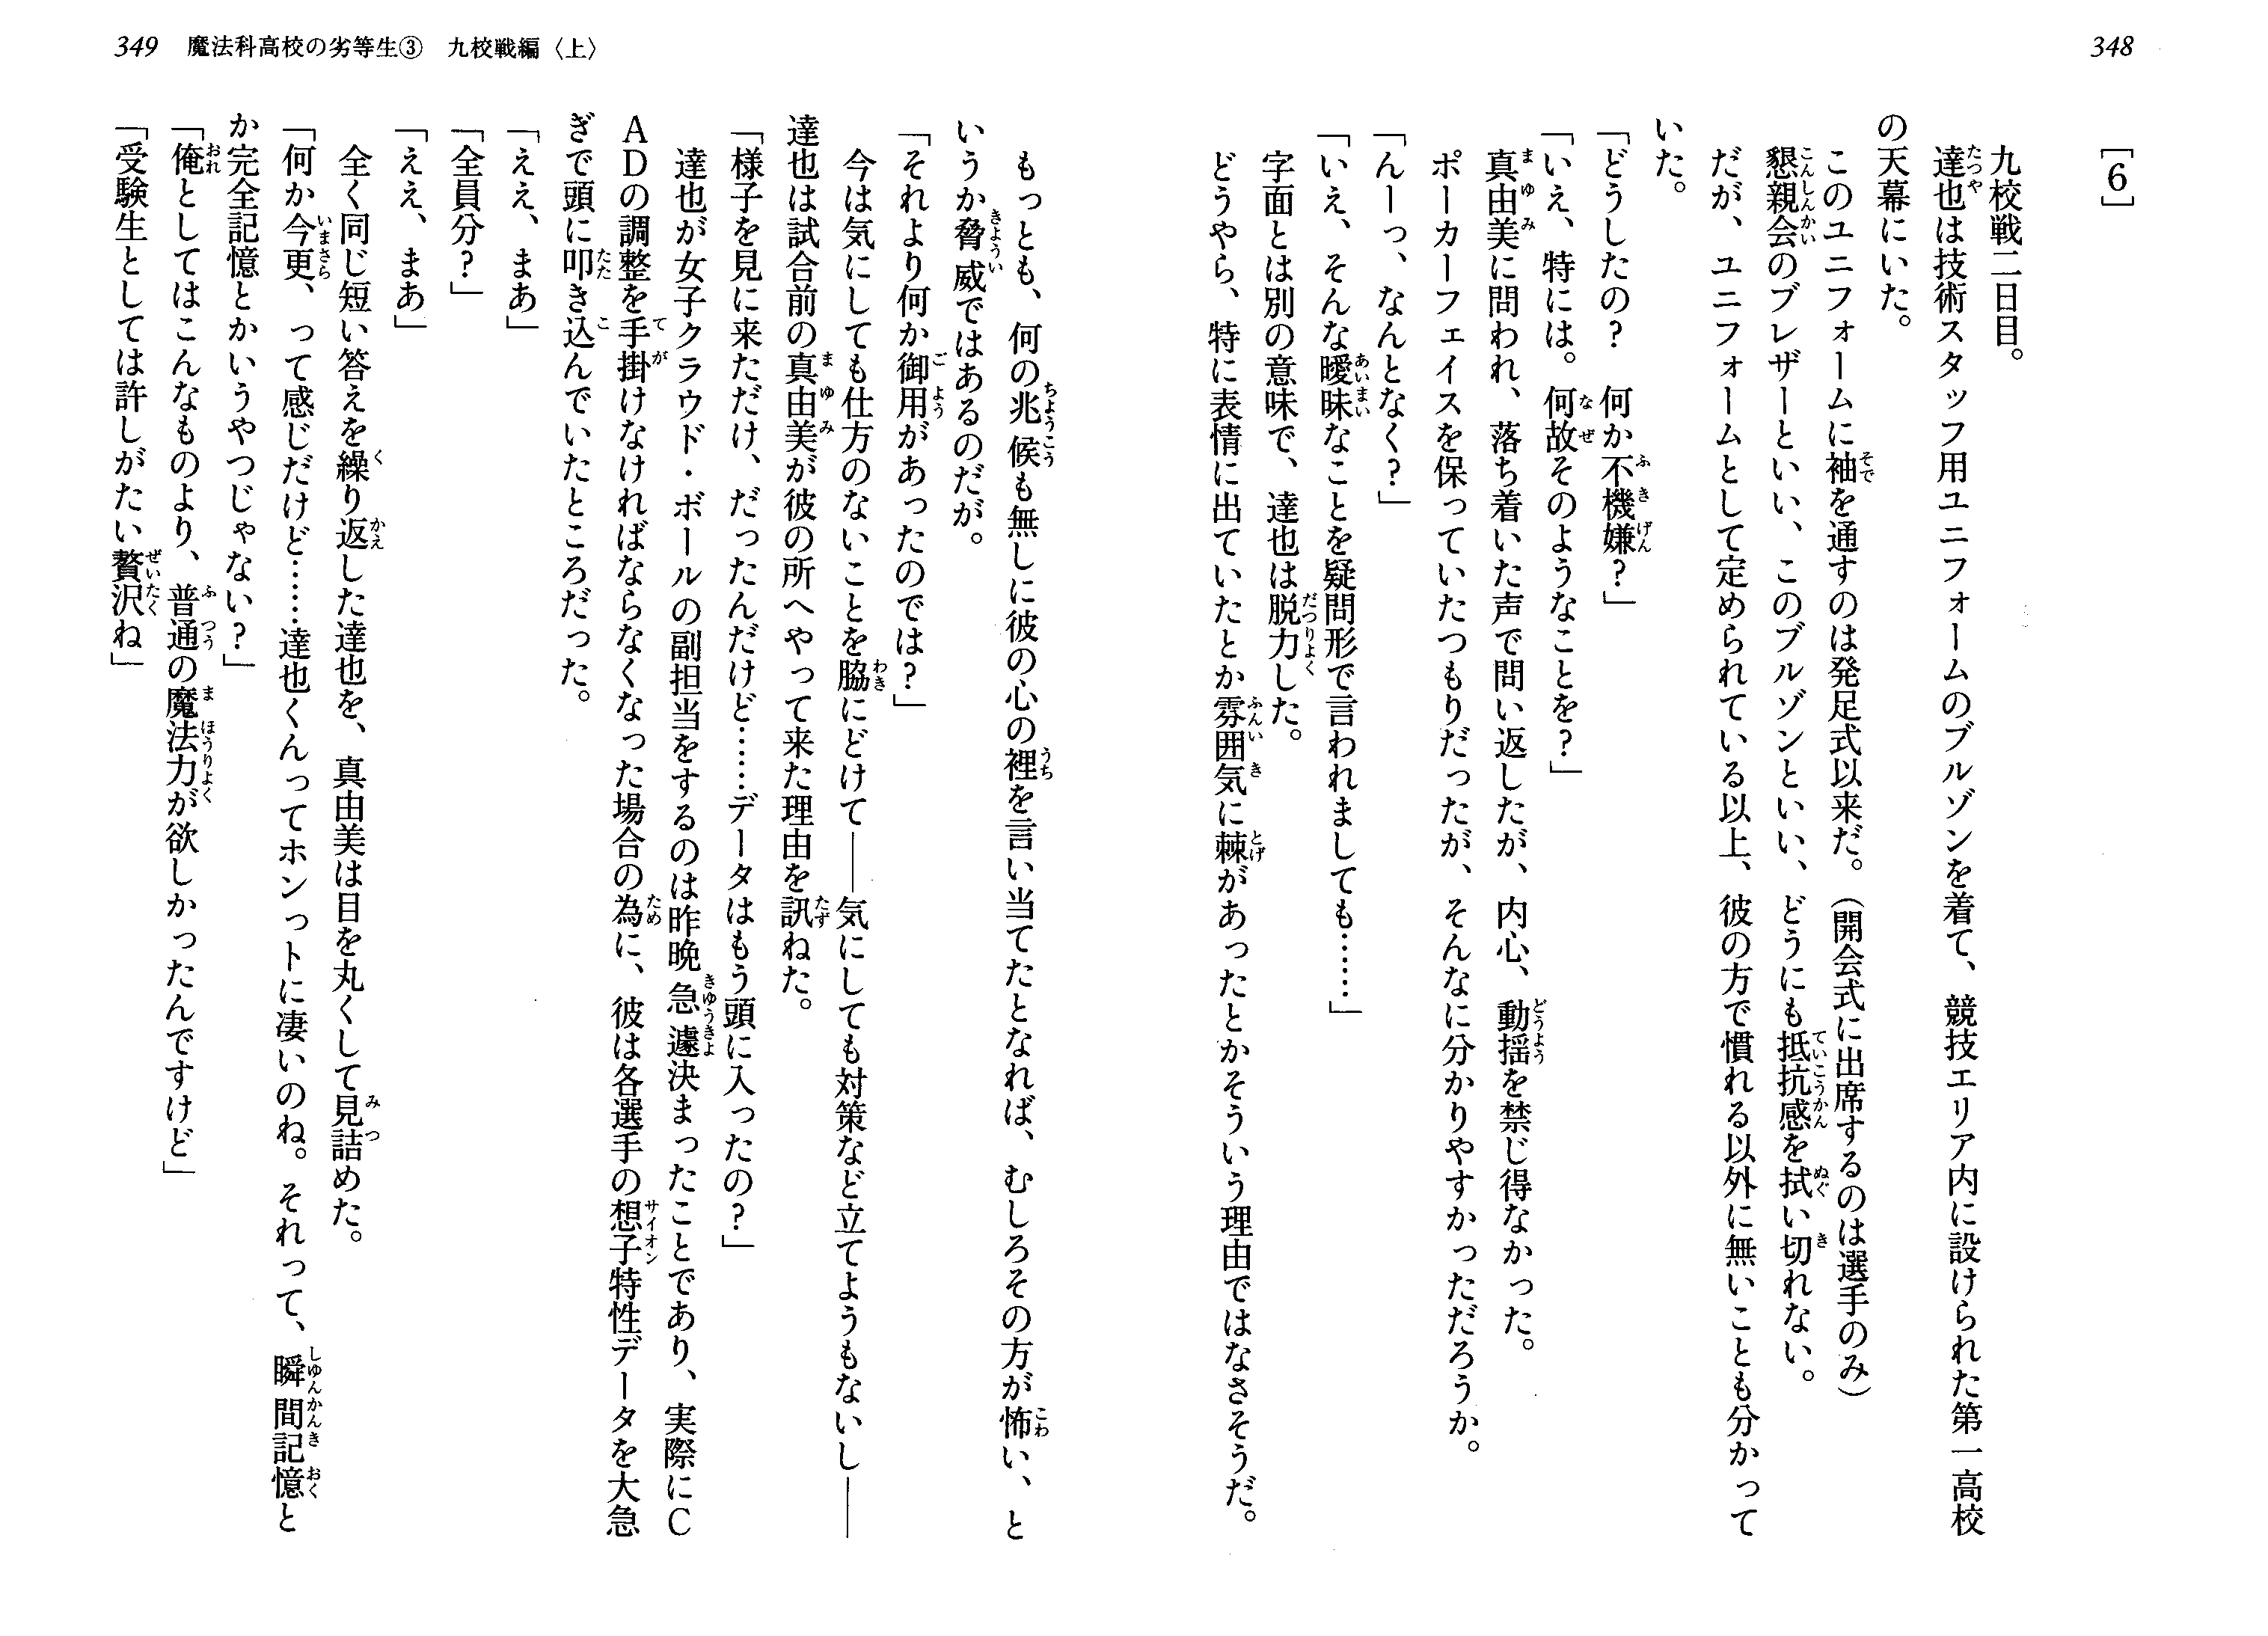 348
［6］
九校戦二日目。
達也は技術スタッフ用ユニフォームのブルゾンを着て、競技エリア内に設けられた第一高校
の天幕にいた。
このユニフォームに袖を通すのは発足式以来だ。（開会式に出席するのは選手のみ）
懇親会のブレザーといい、このブルゾンといい、どうにも抵抗感を拭い切れない。
だが、ユニフォームとして定められている以上、彼の方で慣れる以外に無いことも分かって
いた。
「どうしたの？　何か不機嫌？」
「いえ、特には。何故そのようなことを？」
真由美に問われ、落ち着いた声で問い返したが、内心、動揺を禁じ得なかった。
ポーカーフェイスを保っていたつもりだったが、そんなに分かりやすかっただろうか。
「んーっ、なんとなく？」
「いえ、そんな曖昧なことを疑問形で言われましても……」
字面とは別の意味で、達也は脱力した。
どうやら、特に表情に出ていたとか雰囲気に棘があったとかそういう理由ではなさそうだ。
349　魔法科高校の劣等生③　九校戦編〈上〉
もっとも、何の兆候も無しに彼の心の裡を言い当てたとなれば、むしろその方が怖い、と
いうか脅威ではあるのだが。
「それより何か御用があったのでは？」
今は気にしても仕方のないことを脇にどけて――気にしても対策など立てようもないし――
達也は試合前の真由美が彼の所へやって来た理由を訊ねた。
「様子を見に来ただけ、だったんだけど……データはもう頭に入ったの？」
達也が女子クラウド・ボールの副担当をするのは昨晩急遽決まったことであり、実際にＣ
ＡＤの調整を手掛けなければならなくなった場合の為に、彼は各選手の想子特性データを大急
ぎで頭に叩き込んでいたところだった。
「ええ、まあ」
「全員分？」
「ええ、まあ」
全く同じ短い答えを繰り返した達也を、真由美は目を丸くして見詰めた。
「何か今更、って感じだけど……達也くんってホンっトに凄いのね。それって、瞬間記憶と
か完全記憶とかいうやつじゃない？」
「俺としてはこんなものより、普通の魔法力が欲しかったんですけど」
「受験生としては許しがたい贅沢ね」